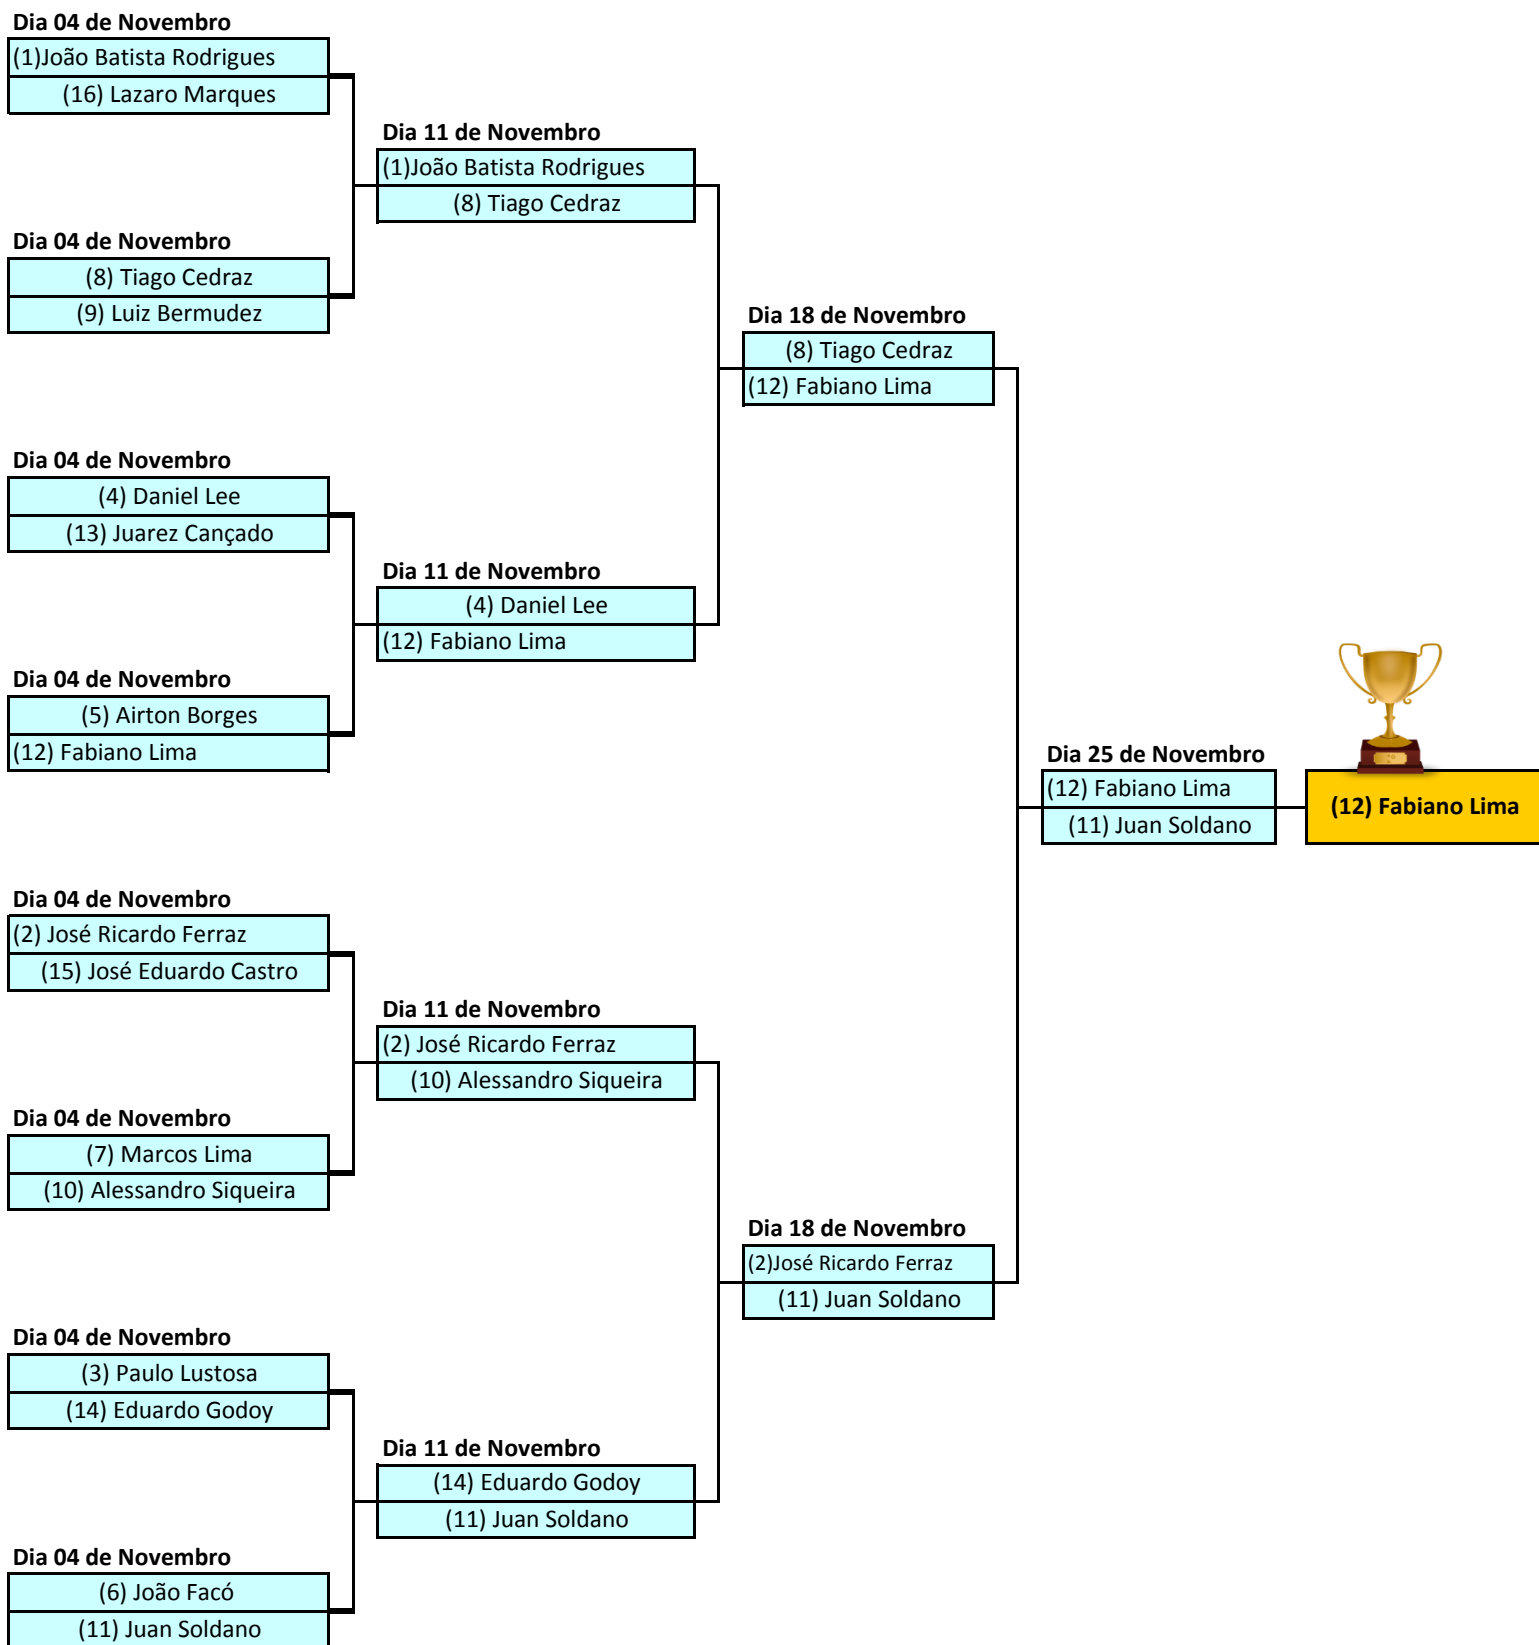 Dia 04 de Novembro
(1)João Batista Rodrigues
(16) Lazaro Marques
Dia 11 de Novembro
(1)João Batista Rodrigues
(8) Tiago Cedraz
Dia 04 de Novembro
(8) Tiago Cedraz
(9) Luiz Bermudez
Dia 18 de Novembro
(8) Tiago Cedraz
(12) Fabiano Lima
Dia 04 de Novembro
(4) Daniel Lee
(13) Juarez Cançado
Dia 11 de Novembro
(4) Daniel Lee
(12) Fabiano Lima
Dia 04 de Novembro
(5) Airton Borges
(12) Fabiano Lima
Dia 25 de Novembro
(12) Fabiano Lima
(11) Juan Soldano
(12) Fabiano Lima
Dia 04 de Novembro
(2) José Ricardo Ferraz
(15) José Eduardo Castro
Dia 11 de Novembro
(2) José Ricardo Ferraz
(10) Alessandro Siqueira
Dia 04 de Novembro
(7) Marcos Lima
(10) Alessandro Siqueira
Dia 18 de Novembro
(2)José Ricardo Ferraz
(11) Juan Soldano
Dia 04 de Novembro
(3) Paulo Lustosa
(14) Eduardo Godoy
Dia 11 de Novembro
(14) Eduardo Godoy
(11) Juan Soldano
Dia 04 de Novembro
(6) João Facó
(11) Juan Soldano